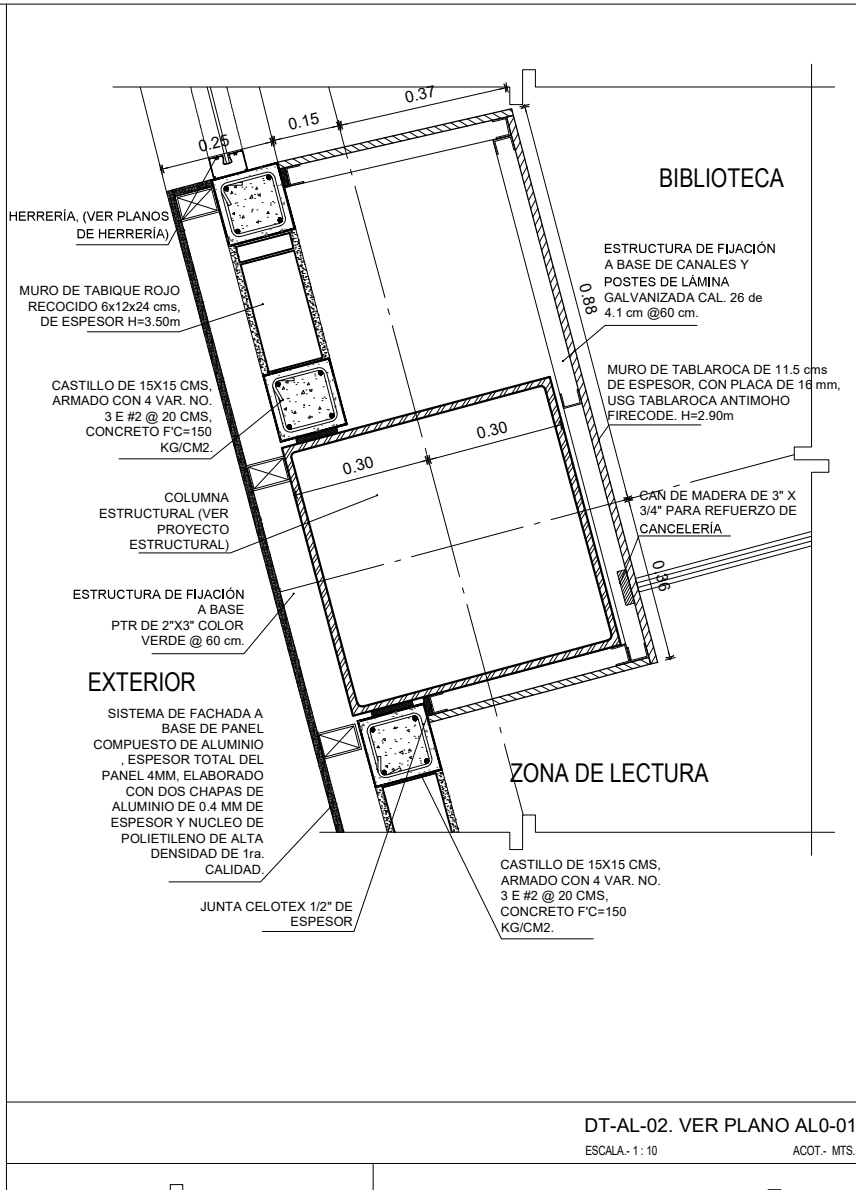 0.25
0.15
0.37
BIBLIOTECA
HERRERÍA, (VER PLANOS
DE HERRERÍA)
ESTRUCTURA DE FIJACIÓN
A BASE DE CANALES Y
POSTES DE LÁMINA
GALVANIZADA CAL. 26 de
4.1 cm @60 cm.
0.88
MURO DE TABIQUE ROJO
RECOCIDO 6x12x24 cms,
DE ESPESOR H=3.50m
MURO DE TABLAROCA DE 11.5 cms
DE ESPESOR, CON PLACA DE 16 mm,
USG TABLAROCA ANTIMOHO
FIRECODE. H=2.90m
CASTILLO DE 15X15 CMS,
ARMADO CON 4 VAR. NO.
3 E #2 @ 20 CMS,
CONCRETO F'C=150
KG/CM2.
0.30
0.30
COLUMNA
ESTRUCTURAL (VER
PROYECTO
ESTRUCTURAL)
CAN DE MADERA DE 3" X
3/4" PARA REFUERZO DE
CANCELERÍA
0.86
ESTRUCTURA DE FIJACIÓN
A BASE
PTR DE 2"X3" COLOR
VERDE @ 60 cm.
EXTERIOR
SISTEMA DE FACHADA A
BASE DE PANEL
COMPUESTO DE ALUMINIO
, ESPESOR TOTAL DEL
PANEL 4MM, ELABORADO
CON DOS CHAPAS DE
ALUMINIO DE 0.4 MM DE
ESPESOR Y NUCLEO DE
POLIETILENO DE ALTA
DENSIDAD DE 1ra.
CALIDAD.
ZONA DE LECTURA
JUNTA CELOTEX 1/2" DE
ESPESOR
CASTILLO DE 15X15 CMS,
ARMADO CON 4 VAR. NO.
3 E #2 @ 20 CMS,
CONCRETO F'C=150
KG/CM2.
DT-AL-02. VER PLANO AL0-01
ESCALA.- 1 : 10
ACOT.- MTS.